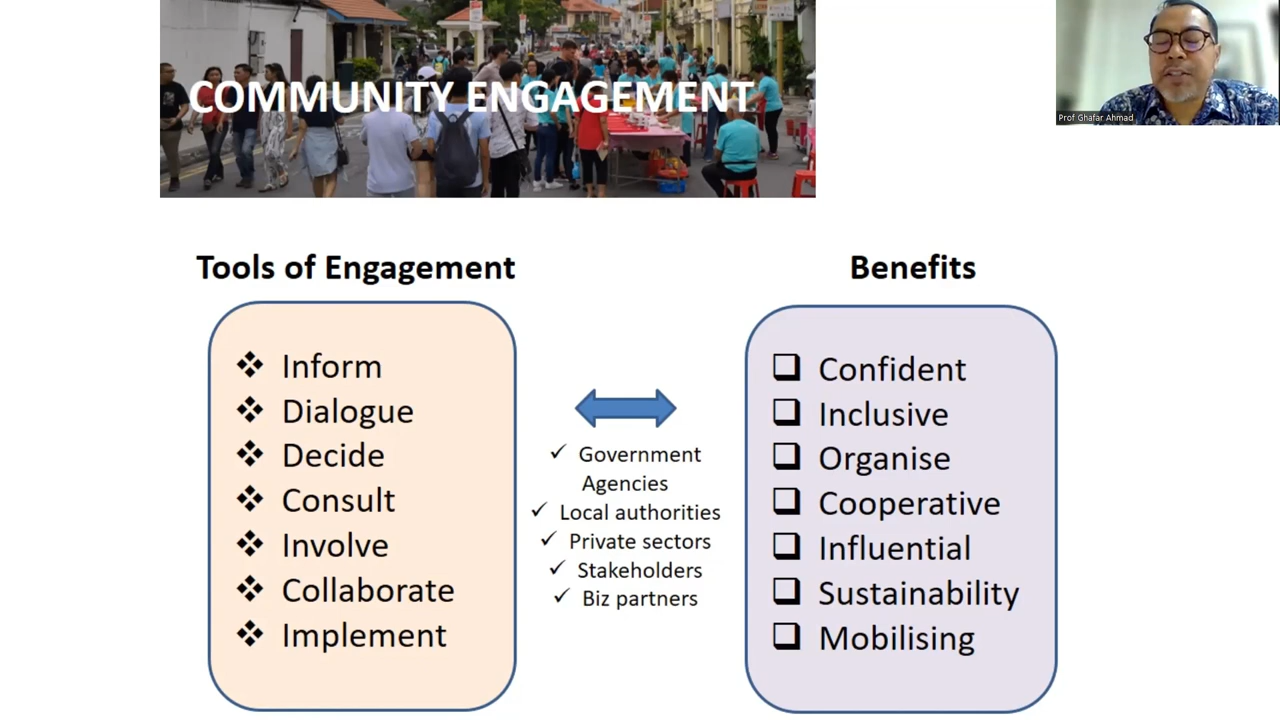 COMMUNITY ENGAGEMENT
Prof Ghafar Ahmad
Tools of Engagement
Inform
Dialogue
Decide
Consult
Involve
Collaborate
Implement
Government
Agencies
Local authorities
Private sectors
Stakeholders
Biz partners
Benefits
Confident
Inclusive
Organise
Cooperative
Influential
Sustainability
Mobilising